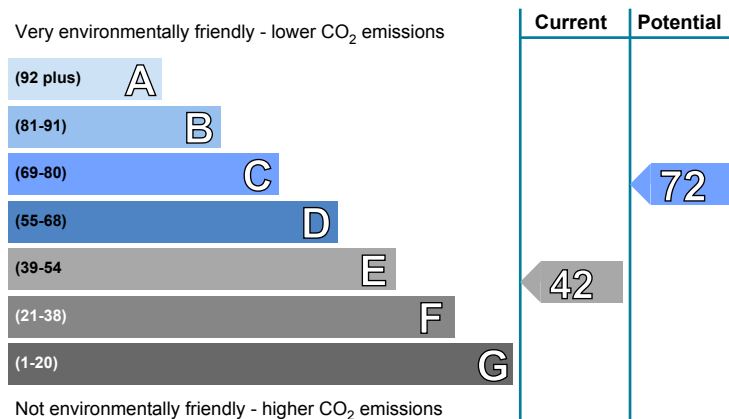 Current Potential
Very environmentally friendly - lower CO₂ emissions
(92 plus) A
(81-91) B
(69-80) C
72
(55-68) D
(39-54 E
42
(21-38) F
(1-20) G
Not environmentally friendly - higher CO₂ emissions